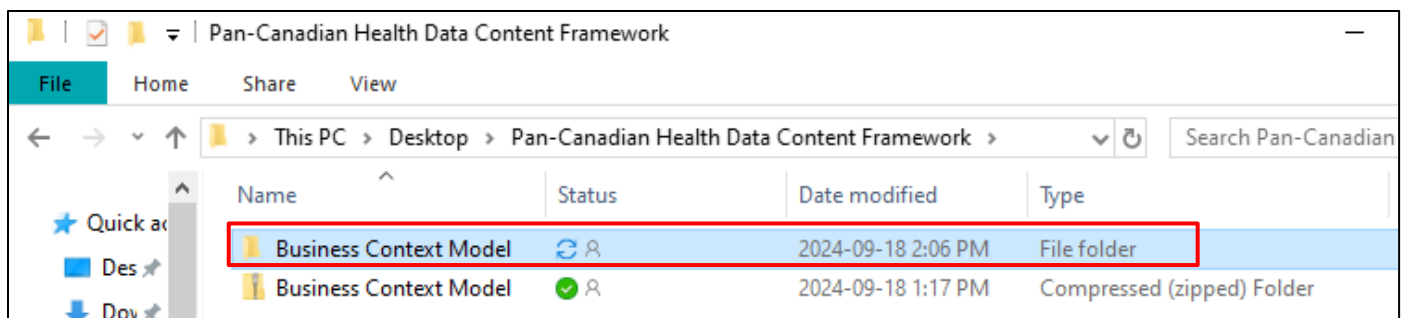 Pan-Canadian Health Data Content Framework
File Home Share View
This PC > Desktop > Pan-Canadian Health Data Content Framework > Search Pan-Canadian
Name Status Date modified Type
Quick ac
Business Context Model 2024-09-18 2:06 PM File folder
Des
Business Context Model 2024-09-18 1:17 PM Compressed (zipped) Folder
Dow